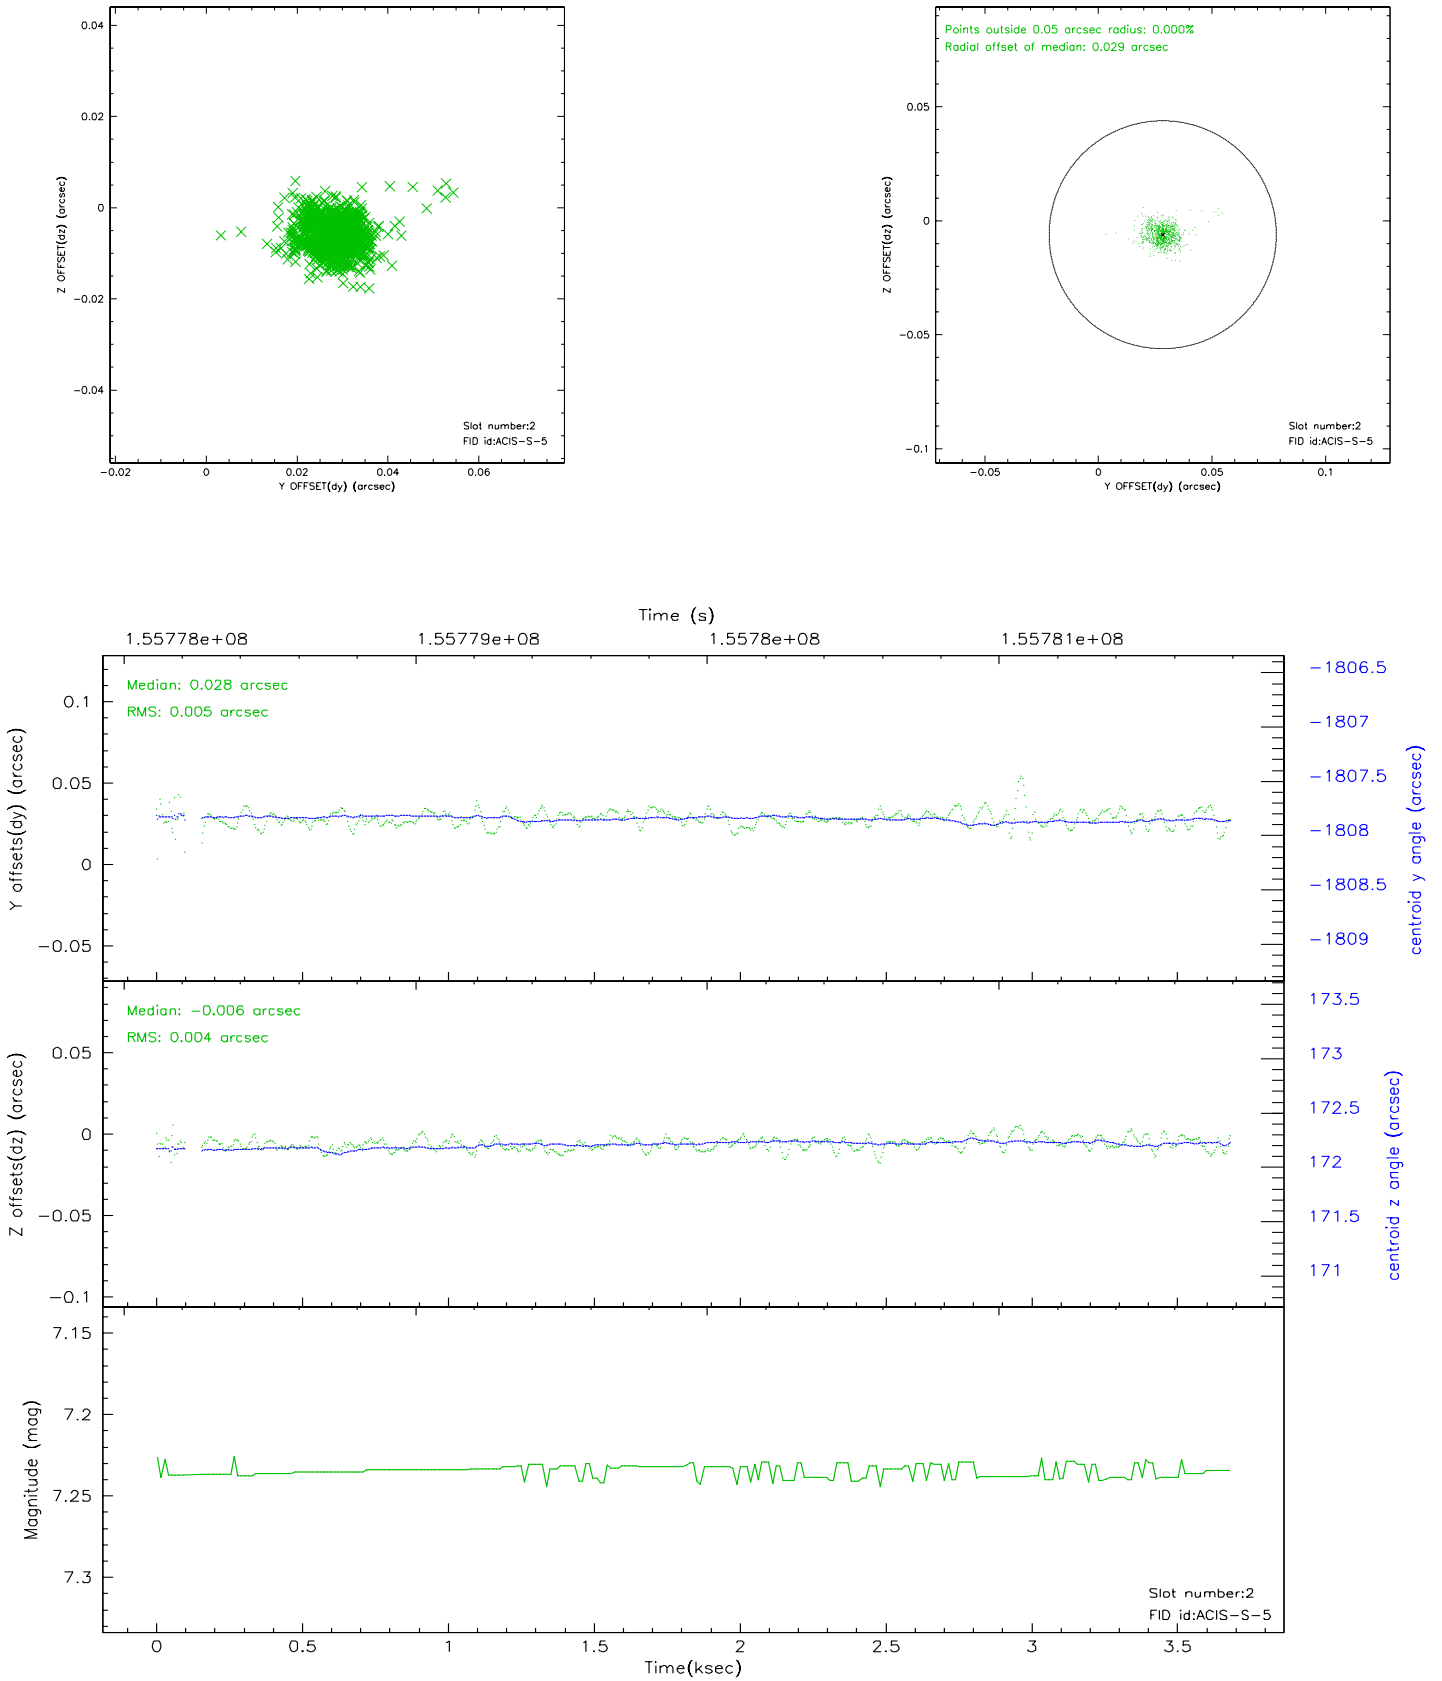 0.04
0.02
0
−0.02
−0.04
Z OFFSET(dz) (arcsec)
Slot number:2
FID id:ACIS−S−5
−0.02
0
0.02
0.04
0.06
Y OFFSET(dy) (arcsec)
Points outside 0.05 arcsec radius: 0.000%
Radial offset of median: 0.029 arcsec
0.05
0
−0.05
−0.1
Z OFFSET(dz) (arcsec)
Slot number:2
FID id:ACIS−S−5
−0.05
0
0.05
0.1
Y OFFSET(dy) (arcsec)
Time (s)
1.55778e+08
1.55779e+08
1.5578e+08
1.55781e+08
Median: 0.028 arcsec
RMS: 0.005 arcsec
0.1
0.05
0
−0.05
Y offsets(dy) (arcsec)
−1806.5
−1807
−1807.5
−1808
−1808.5
−1809
centroid y angle (arcsec)
Median: −0.006 arcsec
RMS: 0.004 arcsec
0.05
0
−0.05
−0.1
Z offsets(dz) (arcsec)
173.5
173
172.5
172
171.5
171
centroid z angle (arcsec)
7.15
7.2
7.25
7.3
Magnitude (mag)
Slot number:2
FID id:ACIS−S−5
0
0.5
1
1.5
2
2.5
3
3.5
Time(ksec)